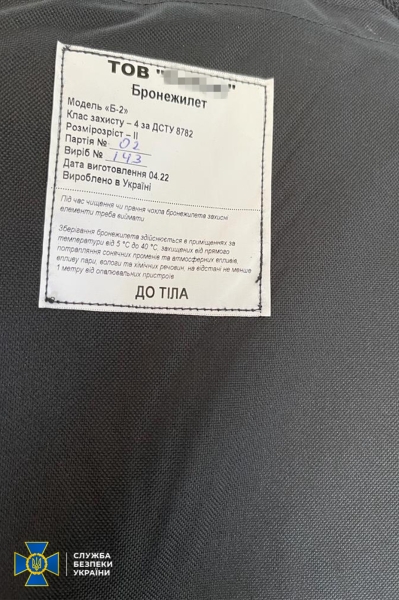 ТОВ " "
Бронежилет
Модель «Б-2»
Клас захисту – 4 за ДСТУ 8782
Розмірозріст – II
Партія № 02
Виріб № 143
Дата виготовлення 04.22
Вироблено в Україні
Під час чищення чи прання чохла бронежилета захисні
елементи треба виймати
Зберігання бронежилета здійснюється в приміщеннях за
температури від 5 °С до 40 °С, захищених від прямого
потрапляння сонячних променів та атмосферних впливів,
впливу пари, вологи та хімічних речовин, на відстані не менше
1 метру від опалювальних пристроїв
ДО ТІЛА
СЛУЖБА
БЕЗПЕКИ
УКРАЇНИ